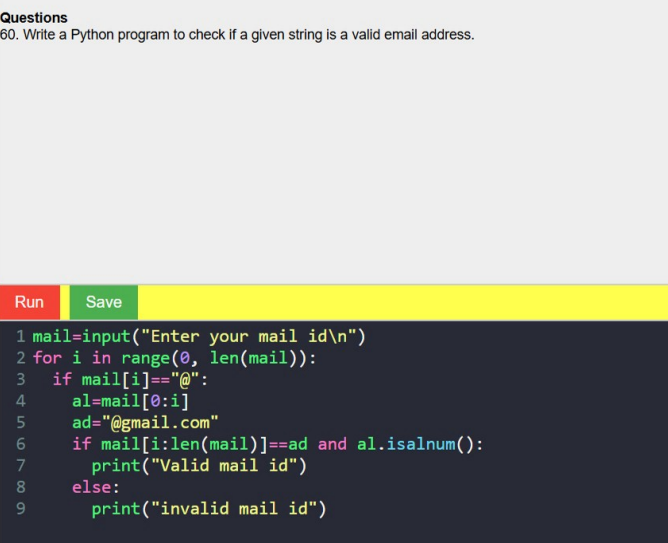 Questions
60. Write a Python program to check if a given string is a valid email address.
Run Save
1 mail=input("Enter your mail id\n")
2 for i in range(0, len(mail)):
3   if mail[i]=="@":
4     al=mail[0:i]
5     ad="@gmail.com"
6     if mail[i:len(mail)]==ad and al.isalnum():
7       print("Valid mail id")
8     else:
9       print("invalid mail id")